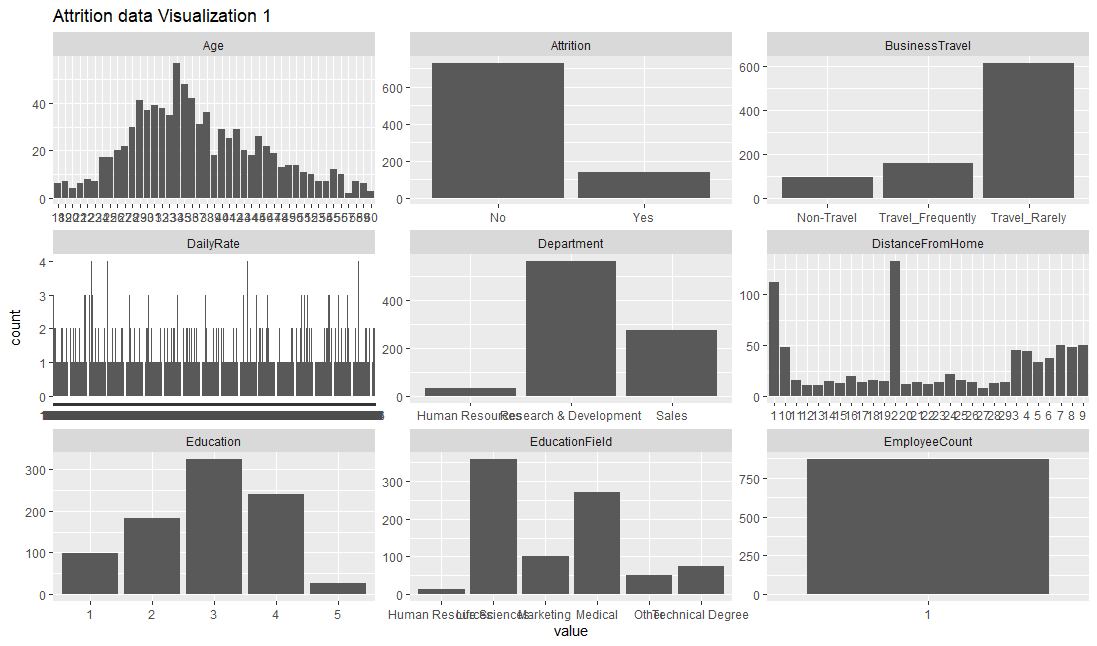 Attrition data Visualization 1
Age
Attrition
BusinessTravel
40
20
0
600
400
200
0
No Yes
600
400
200
0
Non-Travel Travel_Frequently Travel_Rarely
DailyRate
Department
DistanceFromHome
count
4
3
2
1
0
400
200
0
Human Resources Research & Development Sales
100
50
0
1 10 11 12 13 14 15 16 17 18 19 2 20 21 22 23 24 25 26 27 28 29 3 4 5 6 7 8 9
Education
EducationField
EmployeeCount
300
200
100
0
1 2 3 4 5
300
200
100
0
Human Resources Life Sciences Marketing Medical Other Technical Degree
750
500
250
0
1
value